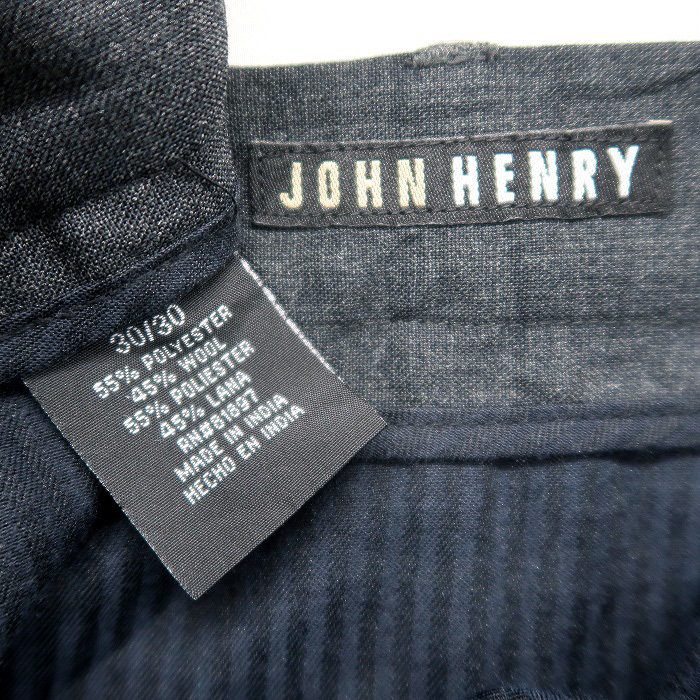 JOHN HENRY
30/30
55% POLYESTER
45% WOOL
55% POLIESTER
45% LANA
RN#81697
MADE IN INDIA
HECHO EN INDIA